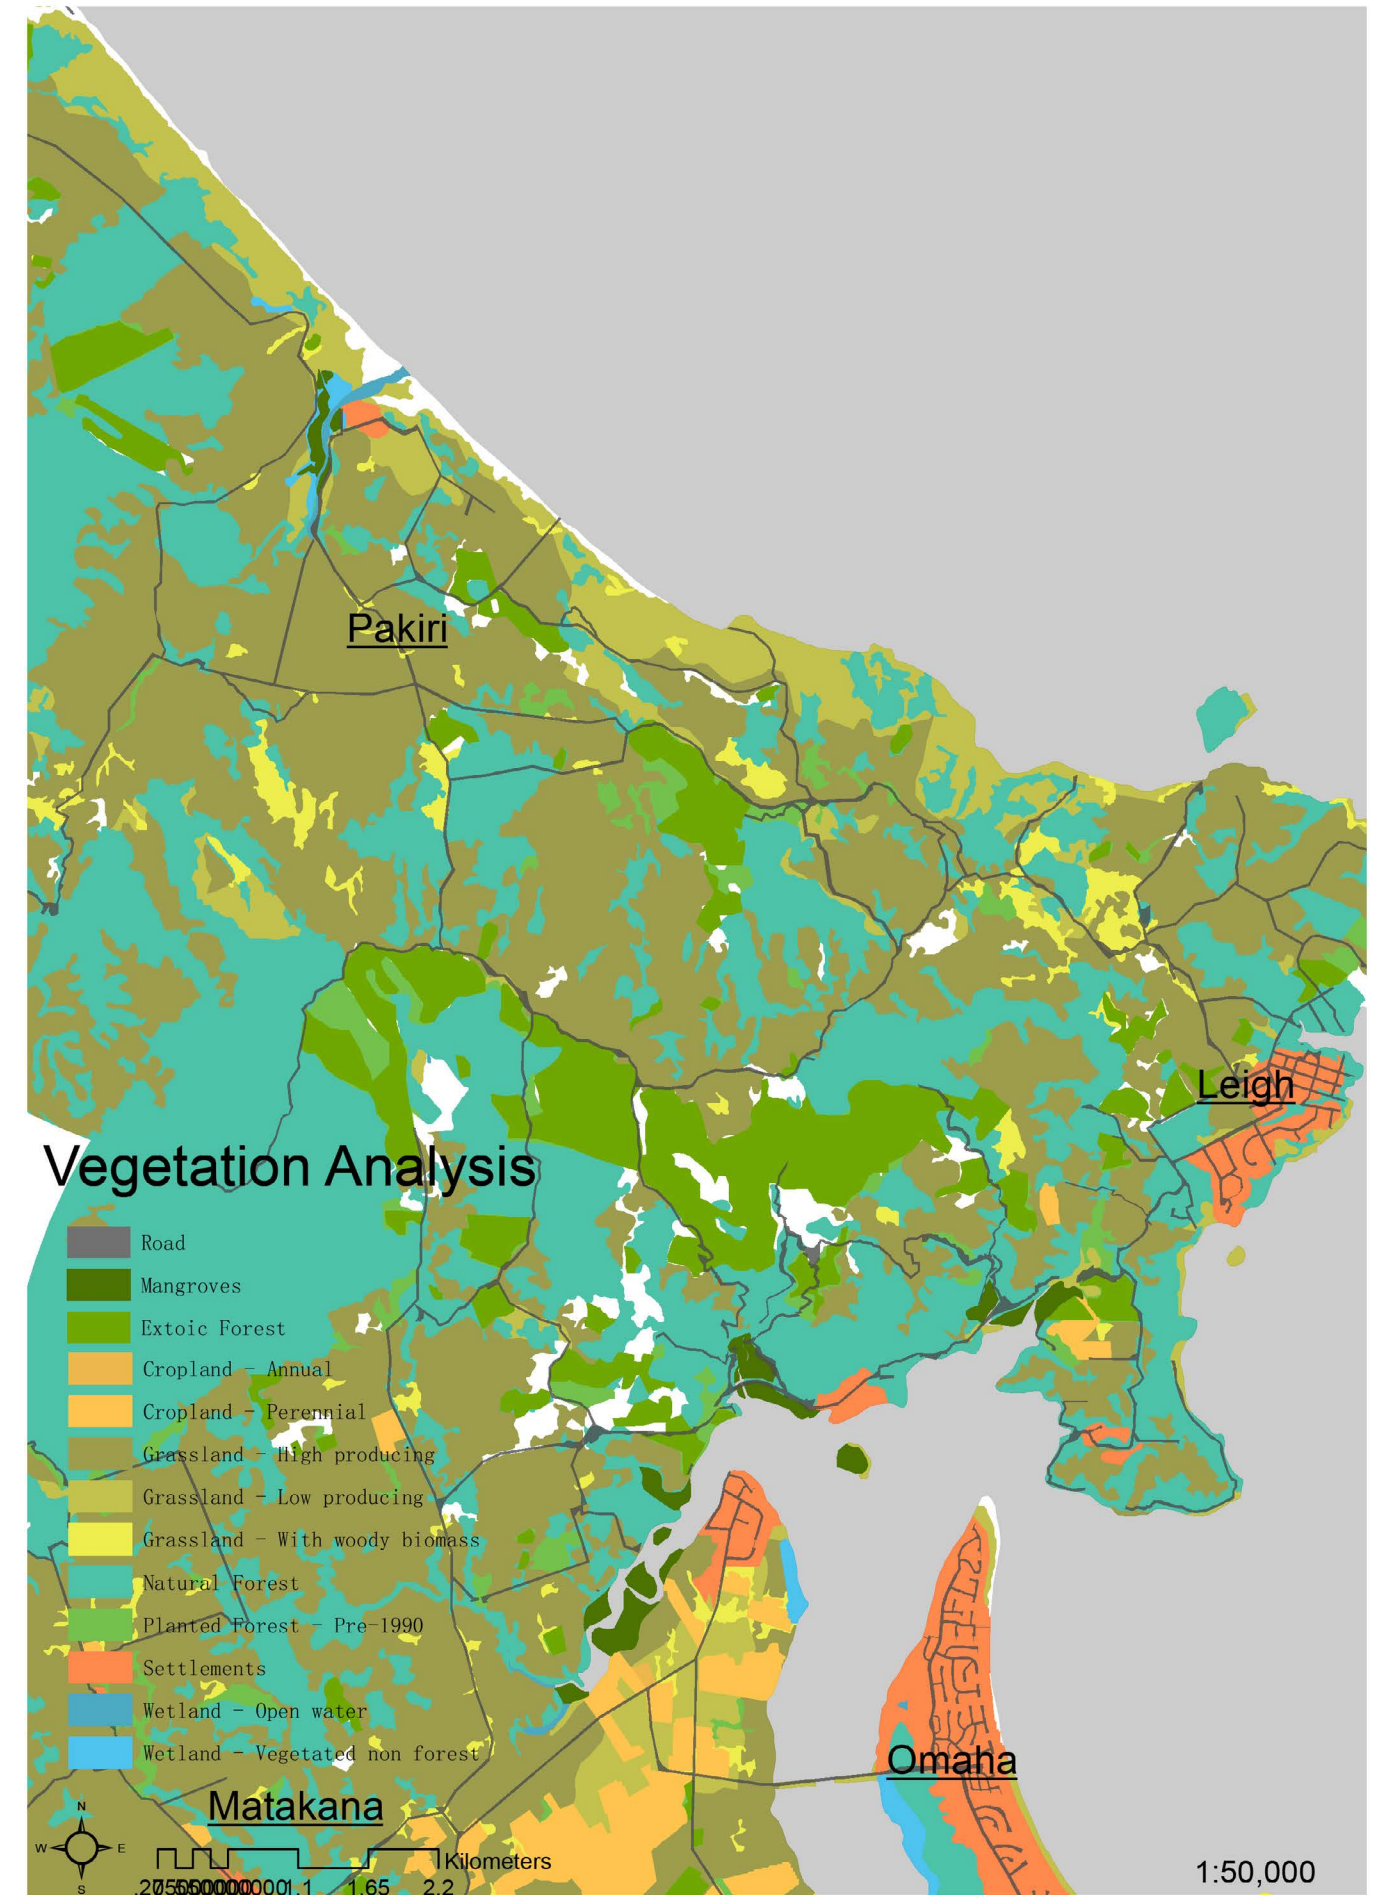 Pakiri
Leigh
Vegetation Analysis
Road
Mangroves
Extoic Forest
Cropland - Annual
Cropland - Perennial
Grassland - High producing
Grassland - Low producing
Grassland - With woody biomass
Natural Forest
Planted Forest - Pre-1990
Settlements
Wetland - Open water
Wetland - Vegetated non forest
Omaha
Matakana
N
W E
S
Kilometers
1.1 1.65 2.2
1:50,000